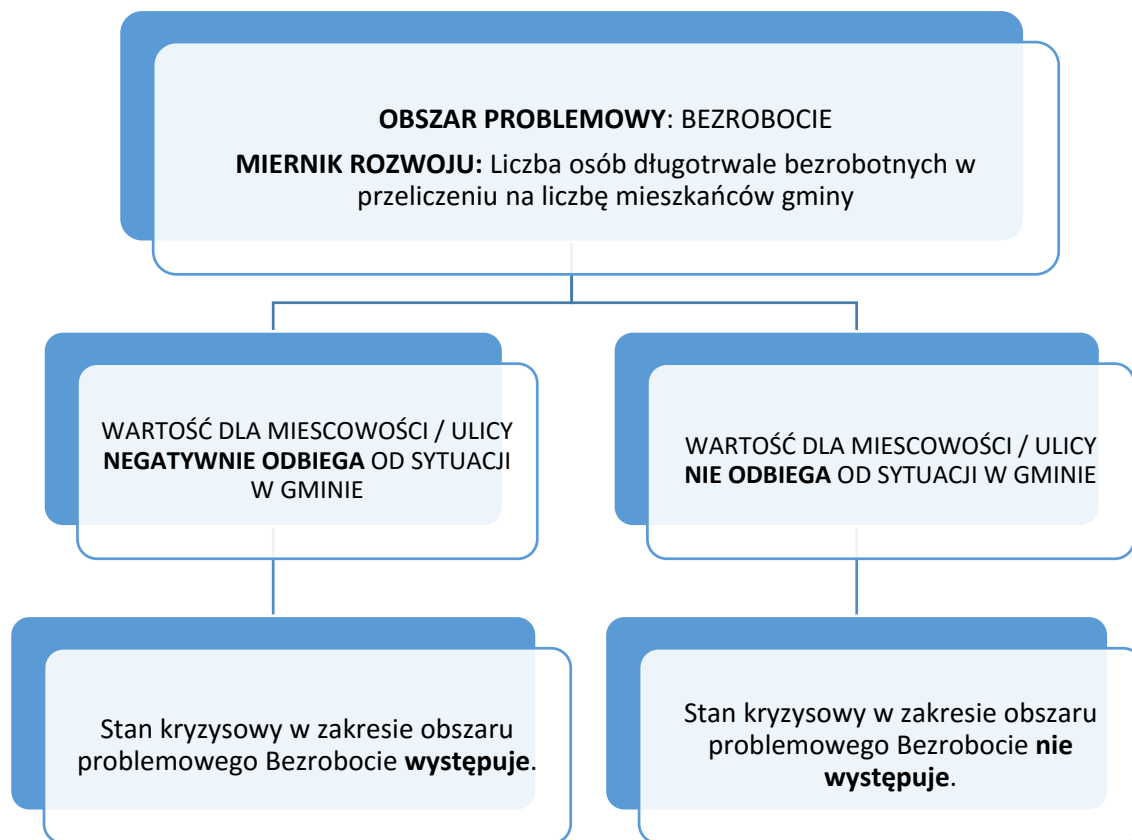 OBSZAR PROBLEMOWY: BEZROBOCIE
MIERNIK ROZWOJU: Liczba osób długotrwale bezrobotnych w
przeliczeniu na liczbę mieszkańców gminy
WARTOŚĆ DLA MIESCOWOŚCI / ULICY
NEGATYWNIE ODBIEGA OD SYTUACJI
W GMINIE
WARTOŚĆ DLA MIESCOWOŚCI / ULICY
NIE ODBIEGA OD SYTUACJI W GMINIE
Stan kryzysowy w zakresie obszaru
problemowego Bezrobocie występuje.
Stan kryzysowy w zakresie obszaru
problemowego Bezrobocie nie
występuje.